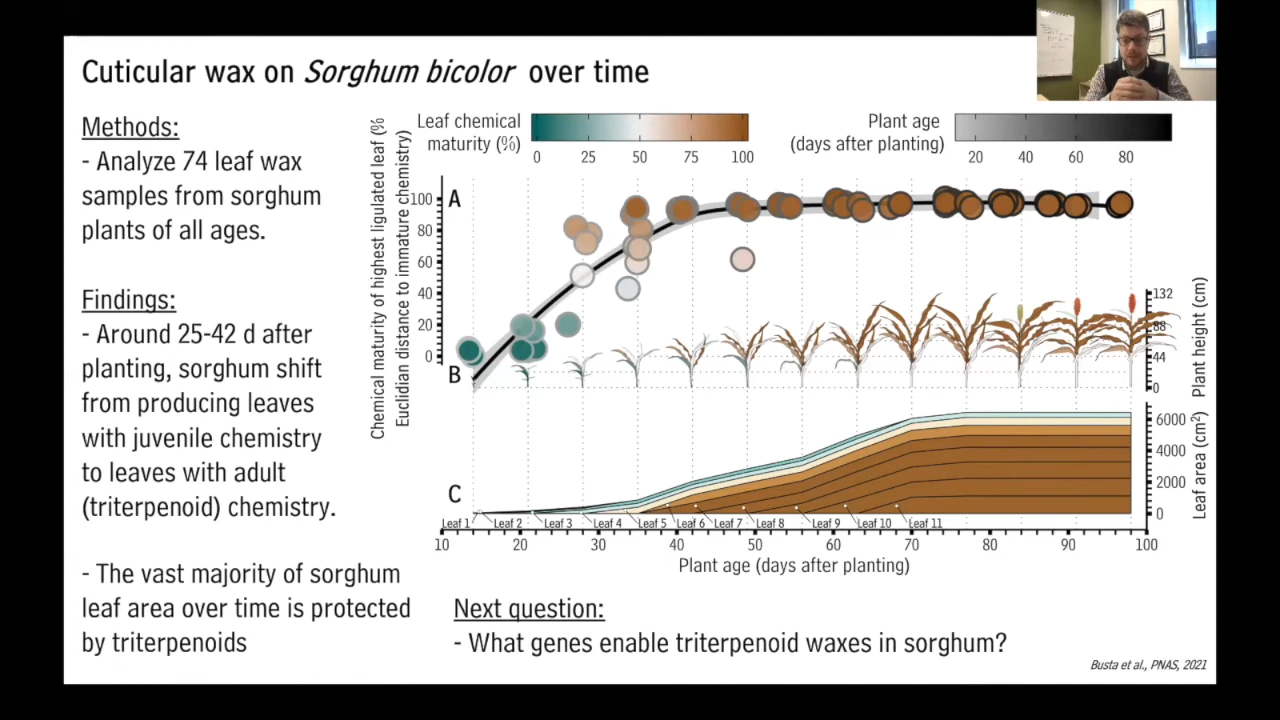 Cuticular wax on Sorghum bicolor over time
Methods:
- Analyze 74 leaf wax
samples from sorghum
plants of all ages.
Findings:
- Around 25-42 d after
planting, sorghum shift
from producing leaves
with juvenile chemistry
to leaves with adult
(triterpenoid) chemistry.
- The vast majority of sorghum
leaf area over time is protected
by triterpenoids
Leaf chemical
maturity (%)
0 25 50 75 100
Plant age
(days after planting)
20 40 60 80
Chemical maturity of highest ligulated leaf (%
Euclidian distance to immature chemistry)
A
100
80
60
40
20
0
B
132
88
44
0
Plant height (cm)
C
6000
4000
2000
0
Leaf area (cm²)
Leaf 1 Leaf 2 Leaf 3 Leaf 4 Leaf 5 Leaf 6 Leaf 7 Leaf 8 Leaf 9 Leaf 10 Leaf 11
10 20 30 40 50 60 70 80 90 100
Plant age (days after planting)
Next question:
- What genes enable triterpenoid waxes in sorghum?
Busta et al., PNAS, 2021